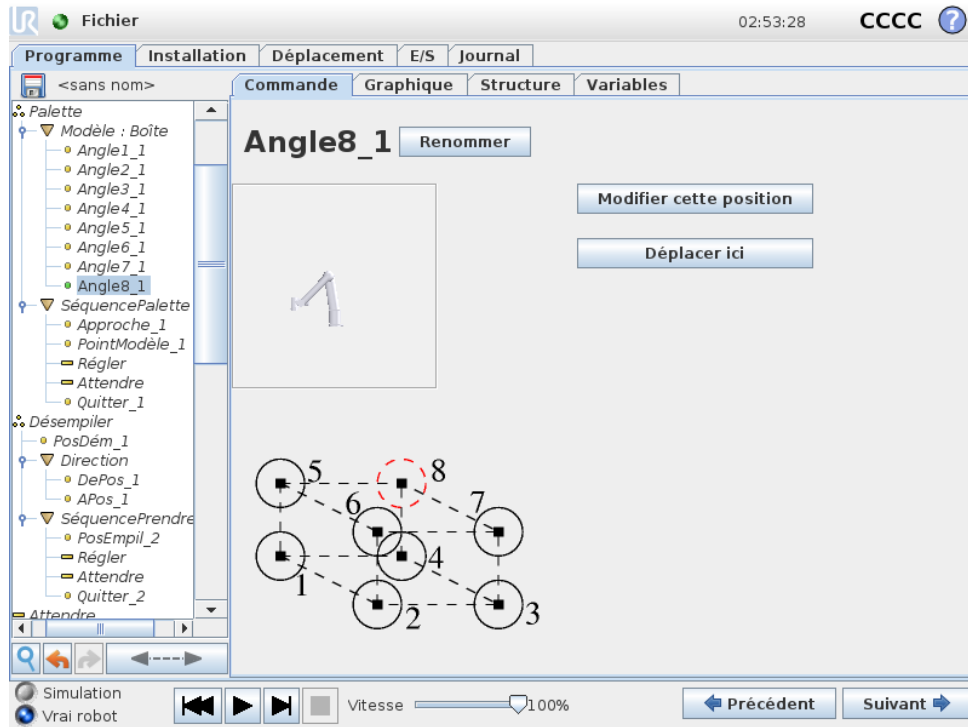 UR Fichier 02:53:28 CCCC ?
Programme Installation Déplacement E/S Journal
<sans nom> Commande Graphique Structure Variables
Palette
Modèle : Boîte
Angle1_1
Angle2_1
Angle3_1
Angle4_1
Angle5_1
Angle6_1
Angle7_1
Angle8_1
SéquencePalette
Approche_1
PointModèle_1
Régler
Attendre
Quitter_1
Désempiler
PosDém_1
Direction
DePos_1
APos_1
SéquencePrendre
PosEmpil_2
Régler
Attendre
Quitter_2
Attendre
Angle8_1 Renommer
Modifier cette position
Déplacer ici
5 8
6 7
4
1 2 3
Simulation
Vrai robot
Vitesse 100%
Précédent Suivant